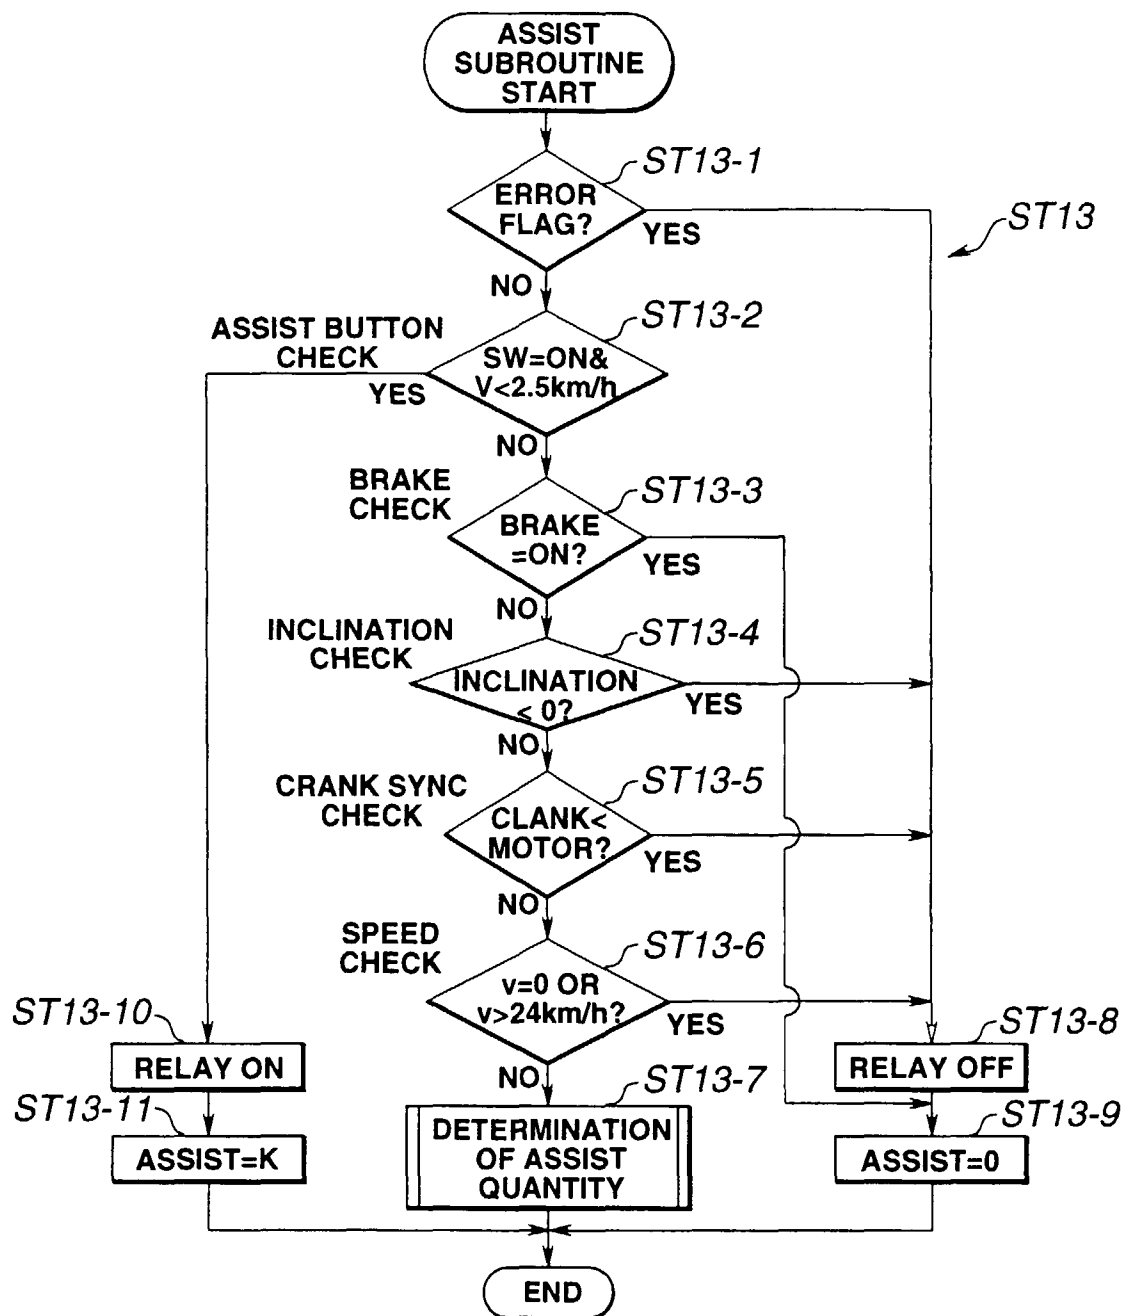 ASSIST
SUBROUTINE
START
ST13-1
ERROR
FLAG?
YES
ST13
NO
ST13-2
ASSIST BUTTON
CHECK
SW=ON&
V<2.5km/h
YES
NO
BRAKE
CHECK
ST13-3
BRAKE
=ON?
YES
NO
INCLINATION
CHECK
ST13-4
INCLINATION
< 0?
YES
NO
CRANK SYNC
CHECK
ST13-5
CLANK<
MOTOR?
YES
NO
SPEED
CHECK
ST13-6
v=0 OR
v>24km/h?
YES
NO
ST13-10
RELAY ON
ST13-11
ASSIST=K
ST13-7
DETERMINATION
OF ASSIST
QUANTITY
ST13-8
RELAY OFF
ST13-9
ASSIST=0
END